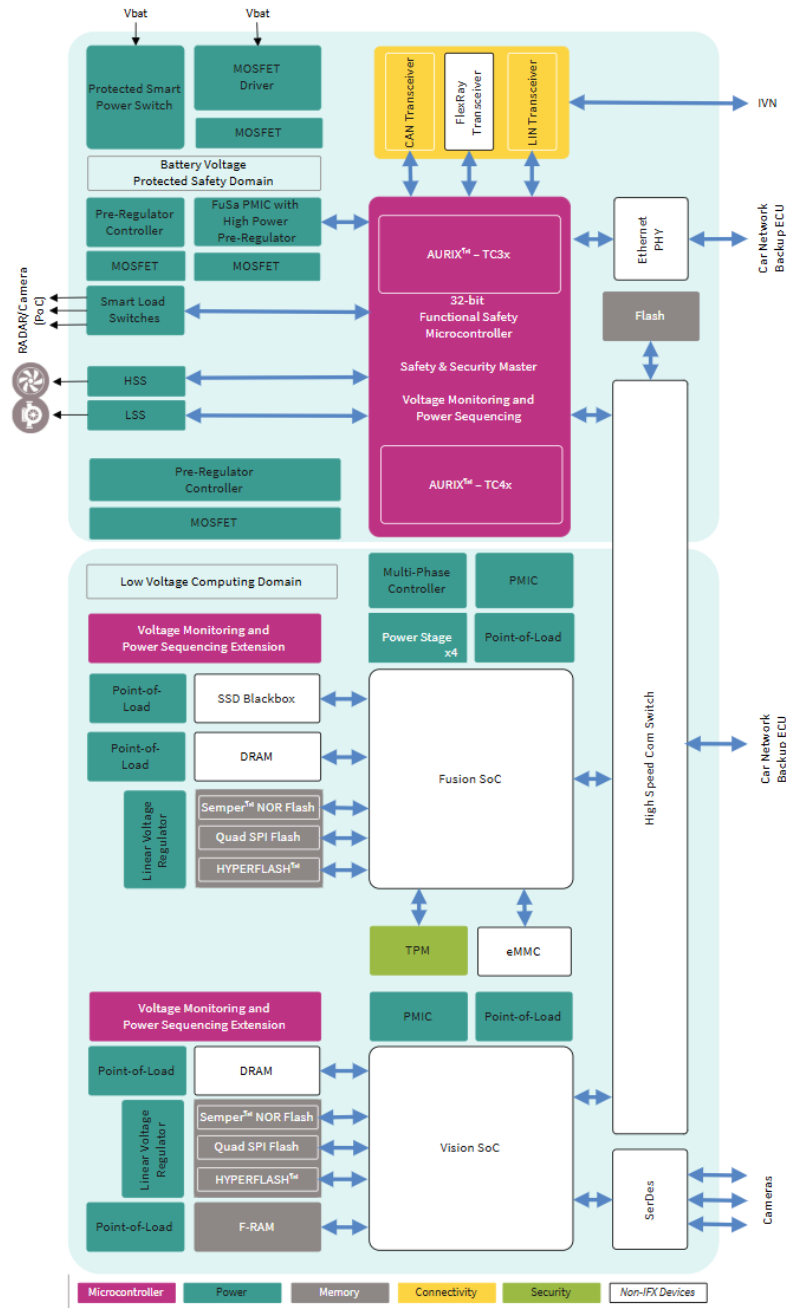 Vbat
Vbat
Protected Smart
Power Switch
MOSFET
Driver
MOSFET
CAN Transceiver
FlexRay
Transceiver
LIN Transceiver
IVN
Battery Voltage
Protected Safety Domain
Pre-Regulator
Controller
FuSa PMIC with
High Power
Pre-Regulator
MOSFET
MOSFET
AURIX™ – TC3x
32-bit
Functional Safety
Microcontroller
Safety & Security Master
Voltage Monitoring and
Power Sequencing
AURIX™ – TC4x
Ethernet
PHY
Car Network
Backup ECU
Flash
RADAR/Camera
(PoC)
Smart Load
Switches
HSS
LSS
Pre-Regulator
Controller
MOSFET
Low Voltage Computing Domain
Multi-Phase
Controller
PMIC
Voltage Monitoring and
Power Sequencing Extension
Power Stage
x4
Point-of-Load
Point-of-
Load
SSD Blackbox
Point-of-
Load
DRAM
Linear Voltage
Regulator
Semper™ NOR Flash
Quad SPI Flash
HYPERFLASH™
Fusion SoC
High Speed Com Switch
Car Network
Backup ECU
TPM
eMMC
Voltage Monitoring and
Power Sequencing Extension
PMIC
Point-of-Load
Point-of-Load
DRAM
Linear Voltage
Regulator
Semper™ NOR Flash
Quad SPI Flash
HYPERFLASH™
Point-of-Load
F-RAM
Vision SoC
SerDes
Cameras
Microcontroller
Power
Memory
Connectivity
Security
Non-IFX Devices